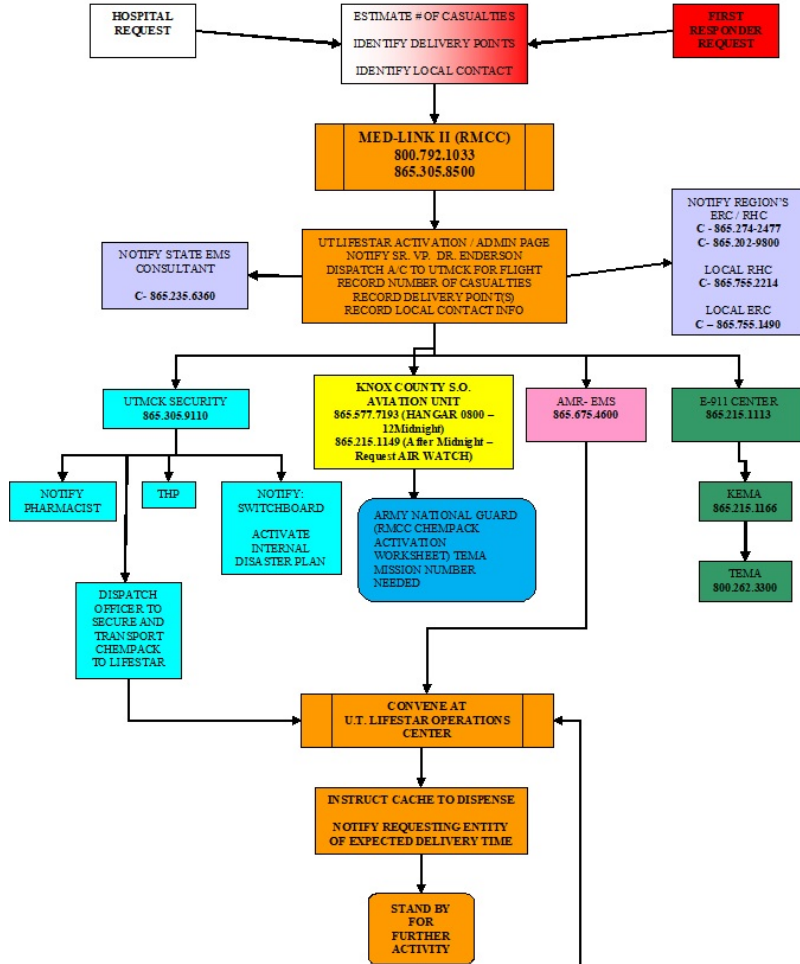 HOSPITAL
REQUEST
ESTIMATE # OF CASUALTIES
IDENTIFY DELIVERY POINTS
IDENTIFY LOCAL CONTACT
FIRST
RESPONDER
REQUEST
MED-LINK II (RMCC)
800.792.1033
865.305.8500
NOTIFY STATE EMS
CONSULTANT
C- 865.235.6360
UT LIFESTAR ACTIVATION / ADMIN PAGE
NOTIFY SR. VP. DR. ENDERSON
DISPATCH A/C TO UTMCK FOR FLIGHT
RECORD NUMBER OF CASUALTIES
RECORD DELIVERY POINT(S)
RECORD LOCAL CONTACT INFO
NOTIFY REGION'S
ERC / RHC
C - 865.274-2477
C- 865.202-9800
LOCAL RHC
C- 865.755.2214
LOCAL ERC
C – 865.755.1490
UTMCK SECURITY
865.305.9110
KNOX COUNTY S.O.
AVIATION UNIT
865.577.7193 (HANGAR 0800 –
12Midnight)
865.215.1149 (After Midnight –
Request AIR WATCH)
AMR- EMS
865.675.4600
E-911 CENTER
865.215.1113
NOTIFY
PHARMACIST
THP
NOTIFY:
SWITCHBOARD
ACTIVATE
INTERNAL
DISASTER PLAN
ARMY NATIONAL GUARD
(RMCC CHEMPACK
ACTIVATION
WORKSHEET) TEMA
MISSION NUMBER
NEEDED
KEMA
865.215.1166
TEMA
800.262.3300
DISPATCH
OFFICER TO
SECURE AND
TRANSPORT
CHEMPACK
TO LIFESTAR
CONVENE AT
U.T. LIFESTAR OPERATIONS
CENTER
INSTRUCT CACHE TO DISPENSE
NOTIFY REQUESTING ENTITY
OF EXPECTED DELIVERY TIME
STAND BY
FOR
FURTHER
ACTIVITY